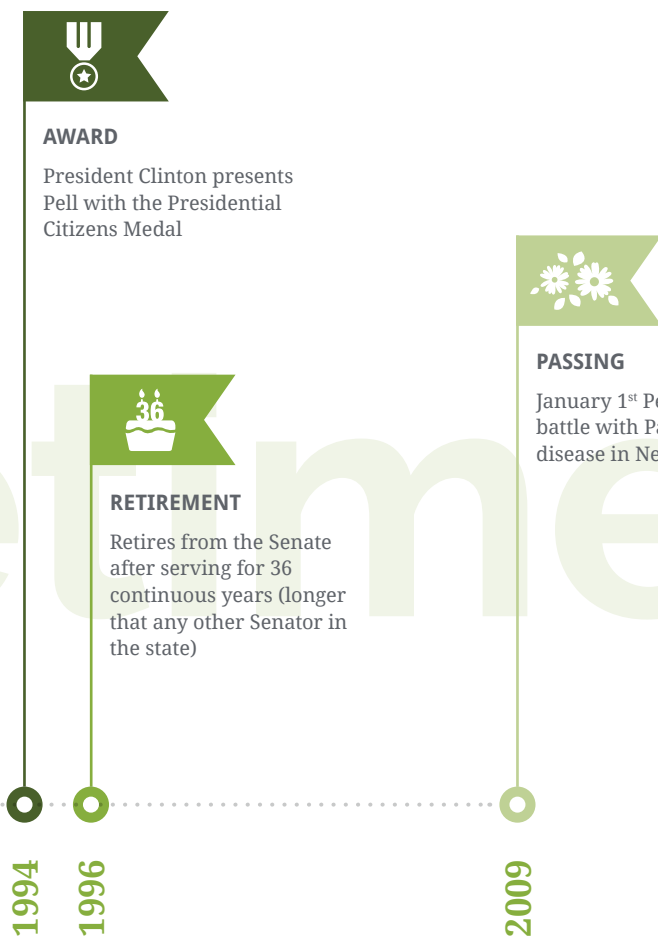 AWARD
President Clinton presents
Pell with the Presidential
Citizens Medal
36
RETIREMENT
Retires from the Senate
after serving for 36
continuous years (longer
that any other Senator in
the state)
PASSING
January 1st
battle with
disease in
etime
1994
1996
2009